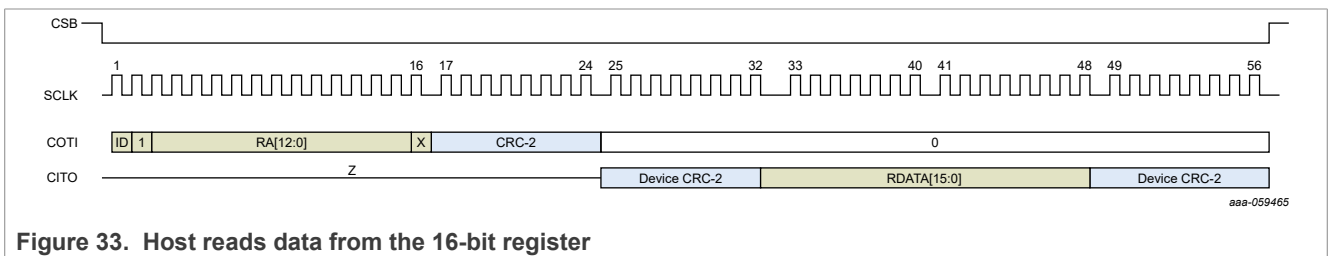 CSB
1 16 17 24 25 32 33 40 41 48 49 56
SCLK
COTI ID 1 RA[12:0] X CRC-2 0
CITO Z Device CRC-2 RDATA[15:0] Device CRC-2
aaa-059465
Figure 33. Host reads data from the 16-bit register